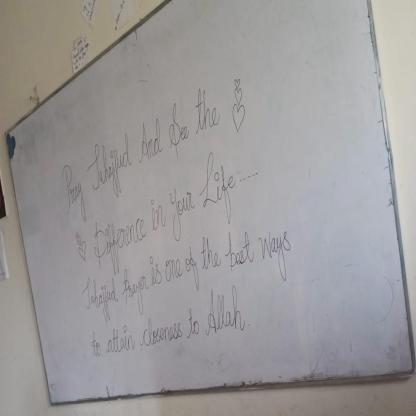 Pray Tahajjud And See the
Difference in Your Life.....
Tahajjud Prayer is one of the best ways
to attain closeness to Allah.